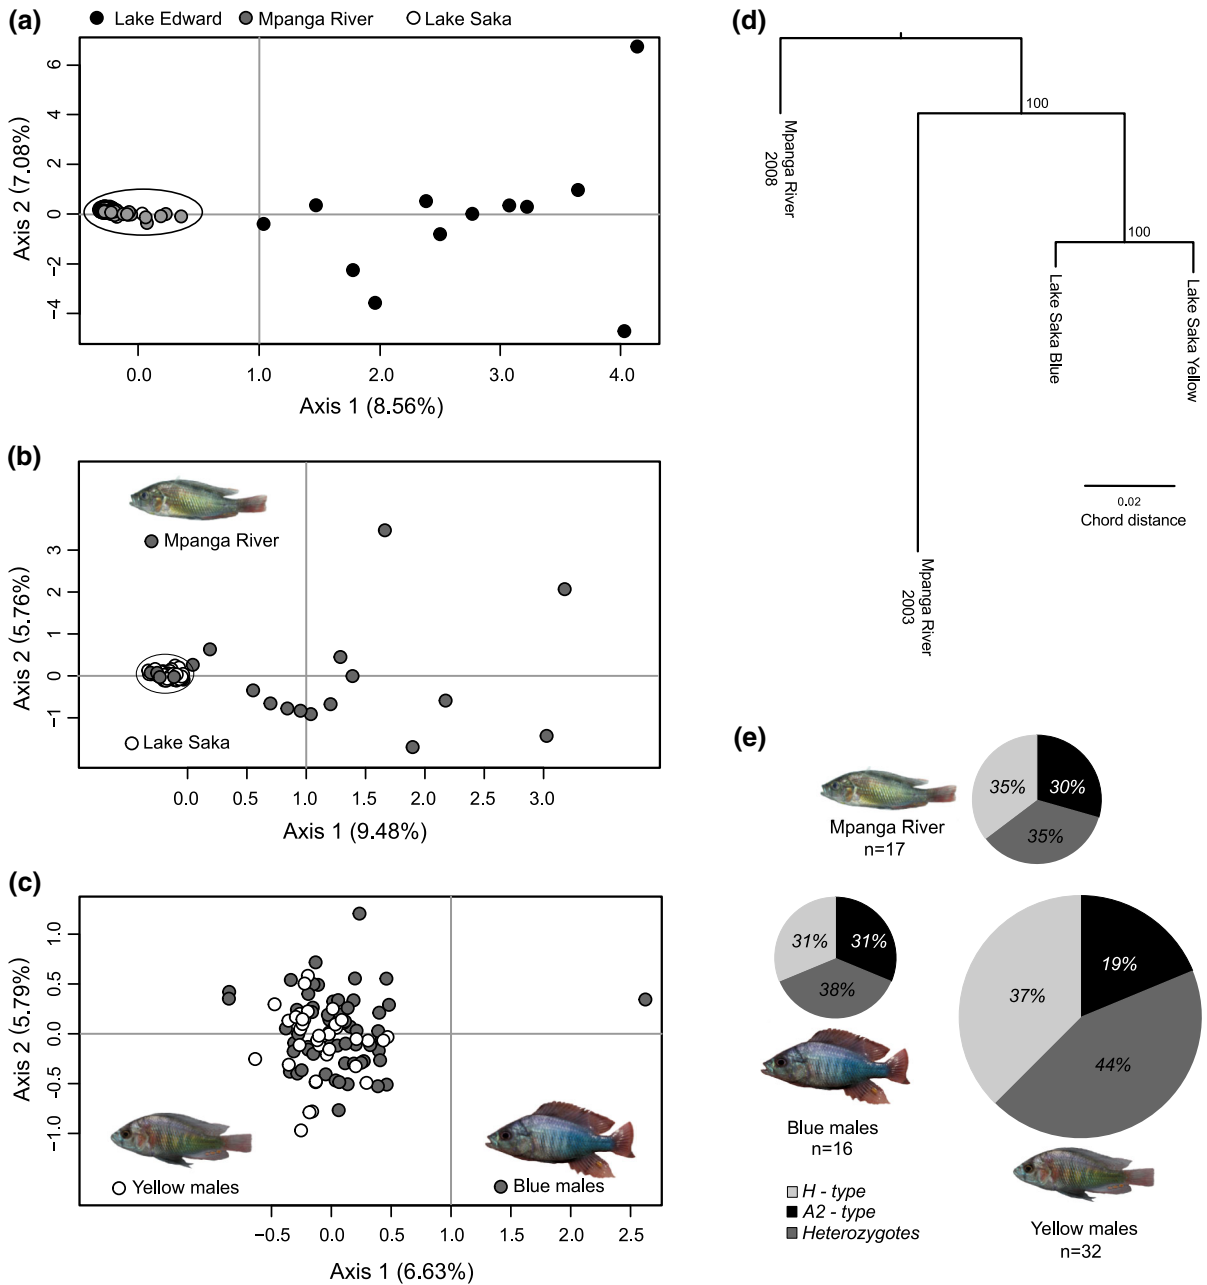 (a)
Lake Edward
Mpanga River
Lake Saka
6
4
2
0
−2
−4
Axis 2 (7.08%)
0.0
1.0
2.0
3.0
4.0
Axis 1 (8.56%)
(b)
Mpanga River
Lake Saka
3
2
1
0
−1
Axis 2 (5.76%)
0.0
0.5
1.0
1.5
2.0
2.5
3.0
Axis 1 (9.48%)
(c)
1.0
0.5
0.0
−0.5
−1.0
Axis 2 (5.79%)
Yellow males
Blue males
−0.5
0.0
0.5
1.0
1.5
2.0
2.5
Axis 1 (6.63%)
(d)
100
100
Mpanga River
2008
Lake Saka Blue
Lake Saka Yellow
Mpanga River
2003
0.02
Chord distance
(e)
35%
30%
35%
Mpanga River
n=17
31%
31%
38%
Blue males
n=16
37%
19%
44%
Yellow males
n=32
H - type
A2 - type
Heterozygotes